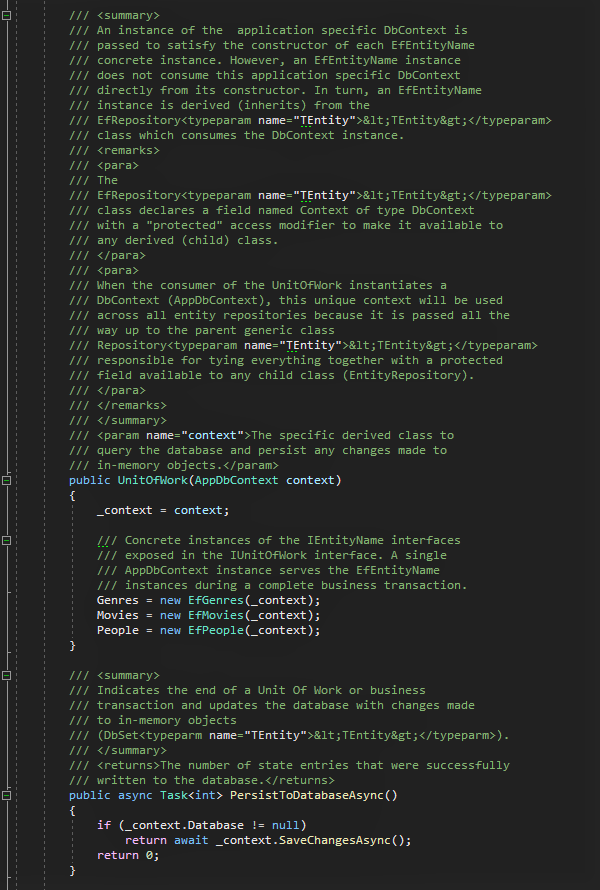 /// <summary>
/// An instance of the  application specific DbContext is
/// passed to satisfy the constructor of each EfEntityName
/// concrete instance. However, an EfEntityName instance
/// does not consume this application specific DbContext
/// directly from its constructor. In turn, an EfEntityName
/// instance is derived (inherits) from the
/// EfRepository<typeparam name="TEntity">&lt;TEntity&gt;</typeparam>
/// class which consumes the DbContext instance.
/// <remarks>
/// <para>
/// The
/// EfRepository<typeparam name="TEntity">&lt;TEntity&gt;</typeparam>
/// class declares a field named Context of type DbContext
/// with a "protected" access modifier to make it available to
/// any derived (child) class.
/// </para>
/// <para>
/// When the consumer of the UnitOfWork instantiates a
/// DbContext (AppDbContext), this unique context will be used
/// across all entity repositories because it is passed all the
/// way up to the parent generic class
/// Repository<typeparam name="TEntity">&lt;TEntity&gt;</typeparam>
/// responsible for tying everything together with a protected
/// field available to any child class (EntityRepository).
/// </para>
/// </remarks>
/// </summary>
/// <param name="context">The specific derived class to
/// query the database and persist any changes made to
/// in-memory objects.</param>
public UnitOfWork(AppDbContext context)
{
_context = context;
/// Concrete instances of the IEntityName interfaces
/// exposed in the IUnitOfWork interface. A single
/// AppDbContext instance serves the EfEntityName
/// instances during a complete business transaction.
Genres = new EfGenres(_context);
Movies = new EfMovies(_context);
People = new EfPeople(_context);
}
/// <summary>
/// Indicates the end of a Unit Of Work or business
/// transaction and updates the database with changes made
/// to in-memory objects
/// (DbSet<typeparm name="TEntity">&lt;TEntity&gt;</typeparm>).
/// </summary>
/// <returns>The number of state entries that were successfully
/// written to the database.</returns>
public async Task<int> PersistToDatabaseAsync()
{
if (_context.Database != null)
return await _context.SaveChangesAsync();
return 0;
}